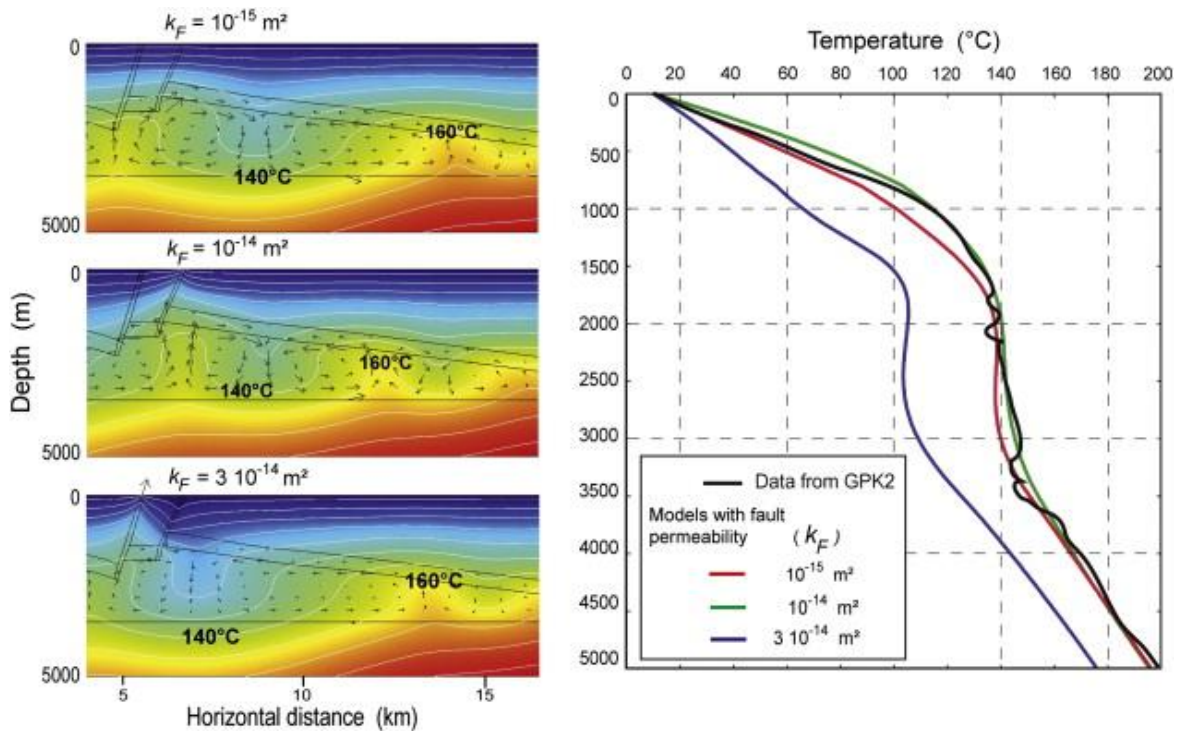 k_F = 10⁻¹⁵ m²
0
160°C
140°C
5000
k_F = 10⁻¹⁴ m²
0
160°C
140°C
5000
k_F = 3 10⁻¹⁴ m²
0
160°C
140°C
5000
5 10 15
Horizontal distance (km)
Depth (m)
Temperature (°C)
0 20 40 60 80 100 120 140 160 180 200
0
500
1000
1500
2000
2500
3000
3500
4000
4500
5000
Data from GPK2
Models with fault
permeability (k_F)
10⁻¹⁵ m²
10⁻¹⁴ m²
3 10⁻¹⁴ m²